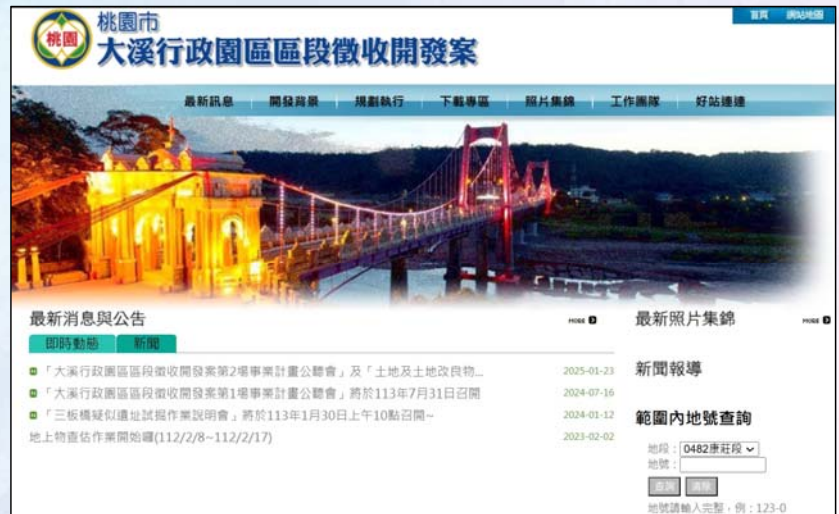 首頁 網站地圖
桃園
桃園市
大溪行政園區區段徵收開發案
最新訊息 開發背景 規劃執行 下載專區 照片集錦 工作團隊 好站連連
最新消息與公告 MORE
即時動態 新聞
「大溪行政園區區段徵收開發案第2場事業計畫公聽會」及「土地及土地改良物... 2025-01-23
「大溪行政園區區段徵收開發案第1場事業計畫公聽會」將於113年7月31日召開 2024-07-16
「三板橋疑似遺址試掘作業說明會」將於113年1月30日上午10點召開~ 2024-01-12
地上物查估作業開始囉(112/2/8~112/2/17) 2023-02-02
最新照片集錦 MORE
新聞報導
範圍內地號查詢
地段：0482康莊段
地號：
查詢 清除
地號請輸入完整，例：123-0